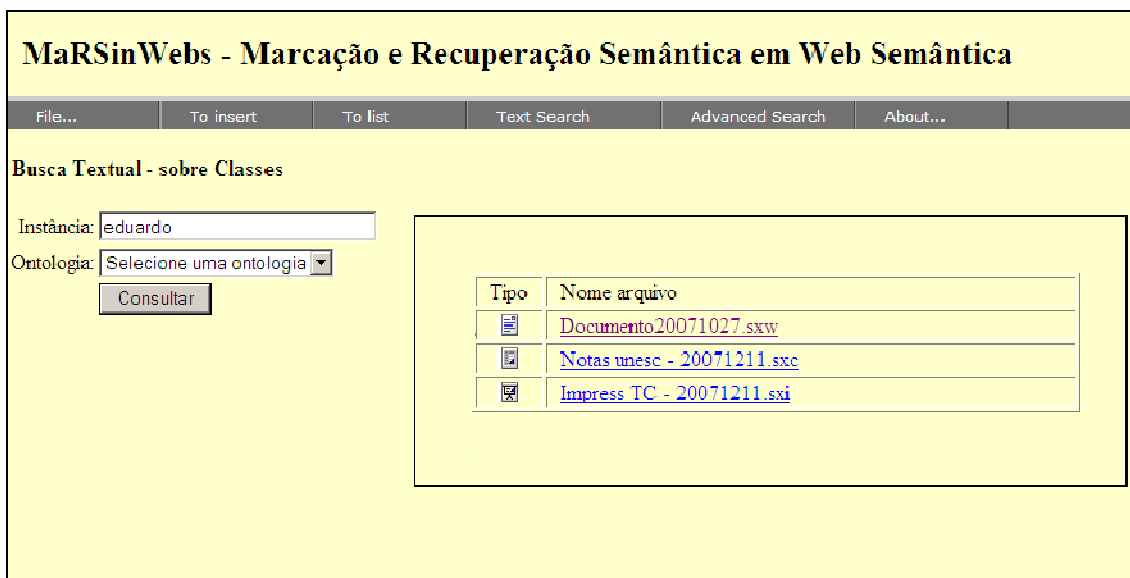 MaRSinWebs - Marcação e Recuperação Semântica em Web Semântica
File... To insert To list Text Search Advanced Search About...
Busca Textual - sobre Classes
Instância: eduardo
Ontologia: Selecione uma ontologia
Consultar
Tipo Nome arquivo
Documento20071027.sxw
Notas unesc - 20071211.sxc
Impress TC - 20071211.sxi